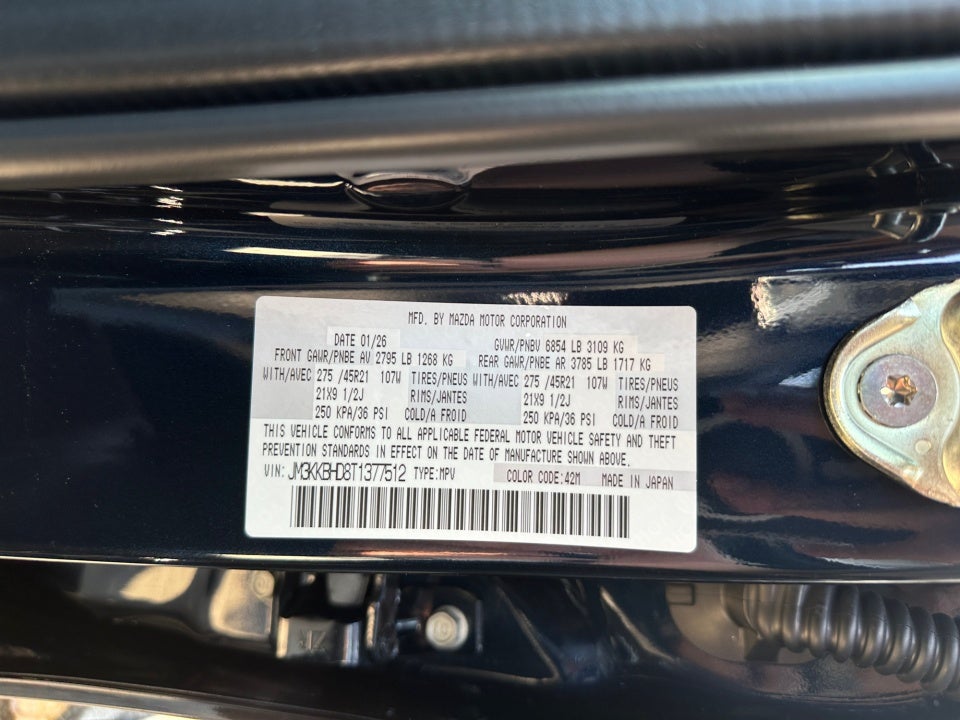 MFD. BY MAZDA MOTOR CORPORATION
DATE 01/26 GVWR/PNBV 6854 LB 3109 KG
FRONT GAWR/PNBE AV 2795 LB 1268 KG REAR GAWR/PNBE AR 3785 LB 1717 KG
WITH/AVEC 275 /45R21 107W TIRES/PNEUS WITH/AVEC 275 /45R21 107W TIRES/PNEUS
21X9 1/2J RIMS/JANTES 21X9 1/2J RIMS/JANTES
250 KPA/36 PSI COLD/A FROID 250 KPA/36 PSI COLD/A FROID
THIS VEHICLE CONFORMS TO ALL APPLICABLE FEDERAL MOTOR VEHICLE SAFETY AND THEFT
PREVENTION STANDARDS IN EFFECT ON THE DATE OF MANUFACTURE SHOWN ABOVE.
VIN: JM3KKBHD8T1377512 TYPE:MPV COLOR CODE:42M MADE IN JAPAN